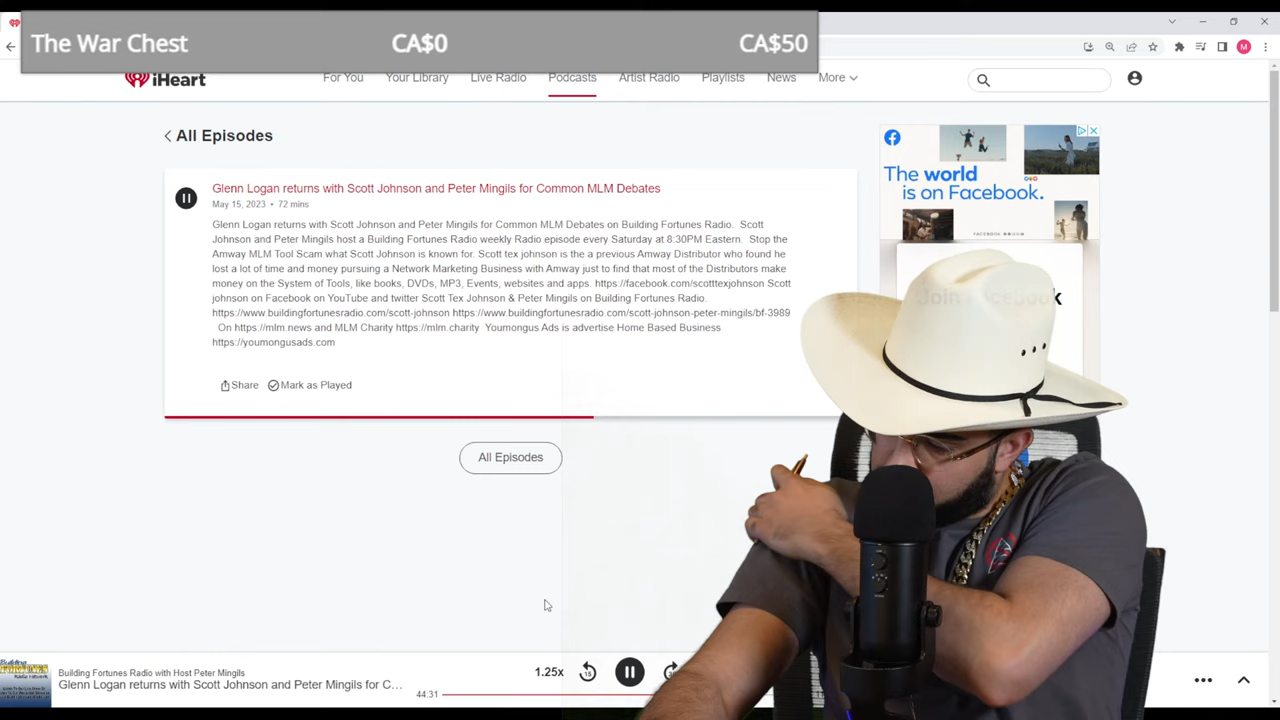 The War Chest CA$0 CA$50
iHeart For You Your Library Live Radio Podcasts Artist Radio Playlists News More
M
All Episodes
Glenn Logan returns with Scott Johnson and Peter Mingils for Common MLM Debates
May 15, 2023 • 72 mins
Glenn Logan returns with Scott Johnson and Peter Mingils for Common MLM Debates on Building Fortunes Radio. Scott
Johnson and Peter Mingils host a Building Fortunes Radio weekly Radio episode every Saturday at 8:30PM Eastern. Stop the
Amway MLM Tool Scam what Scott Johnson is known for. Scott tex johnson is the a previous Amway Distributor who found he
lost a lot of time and money pursuing a Network Marketing Business with Amway just to find that most of the Distributors make
money on the System of Tools, like books, DVDs, MP3, Events, websites and apps. https://facebook.com/scotttexjohnson Scott
johnson on Facebook on YouTube and twitter Scott Tex Johnson & Peter Mingils on Building Fortunes Radio.
https://www.buildingfortunesradio.com/scott-johnson https://www.buildingfortunesradio.com/scott-johnson-peter-mingils/bf-3989
On https://mlm.news and MLM Charity https://mlm.charity Youmongus Ads is advertise Home Based Business
https://youmongusads.com
Share Mark as Played
All Episodes
The world
is on Facebook.
FACEBOOK
Join Facebook
Building Fortunes Radio with Host Peter Mingils
Glenn Logan returns with Scott Johnson and Peter Mingils for C...
1.25x
15
44:31